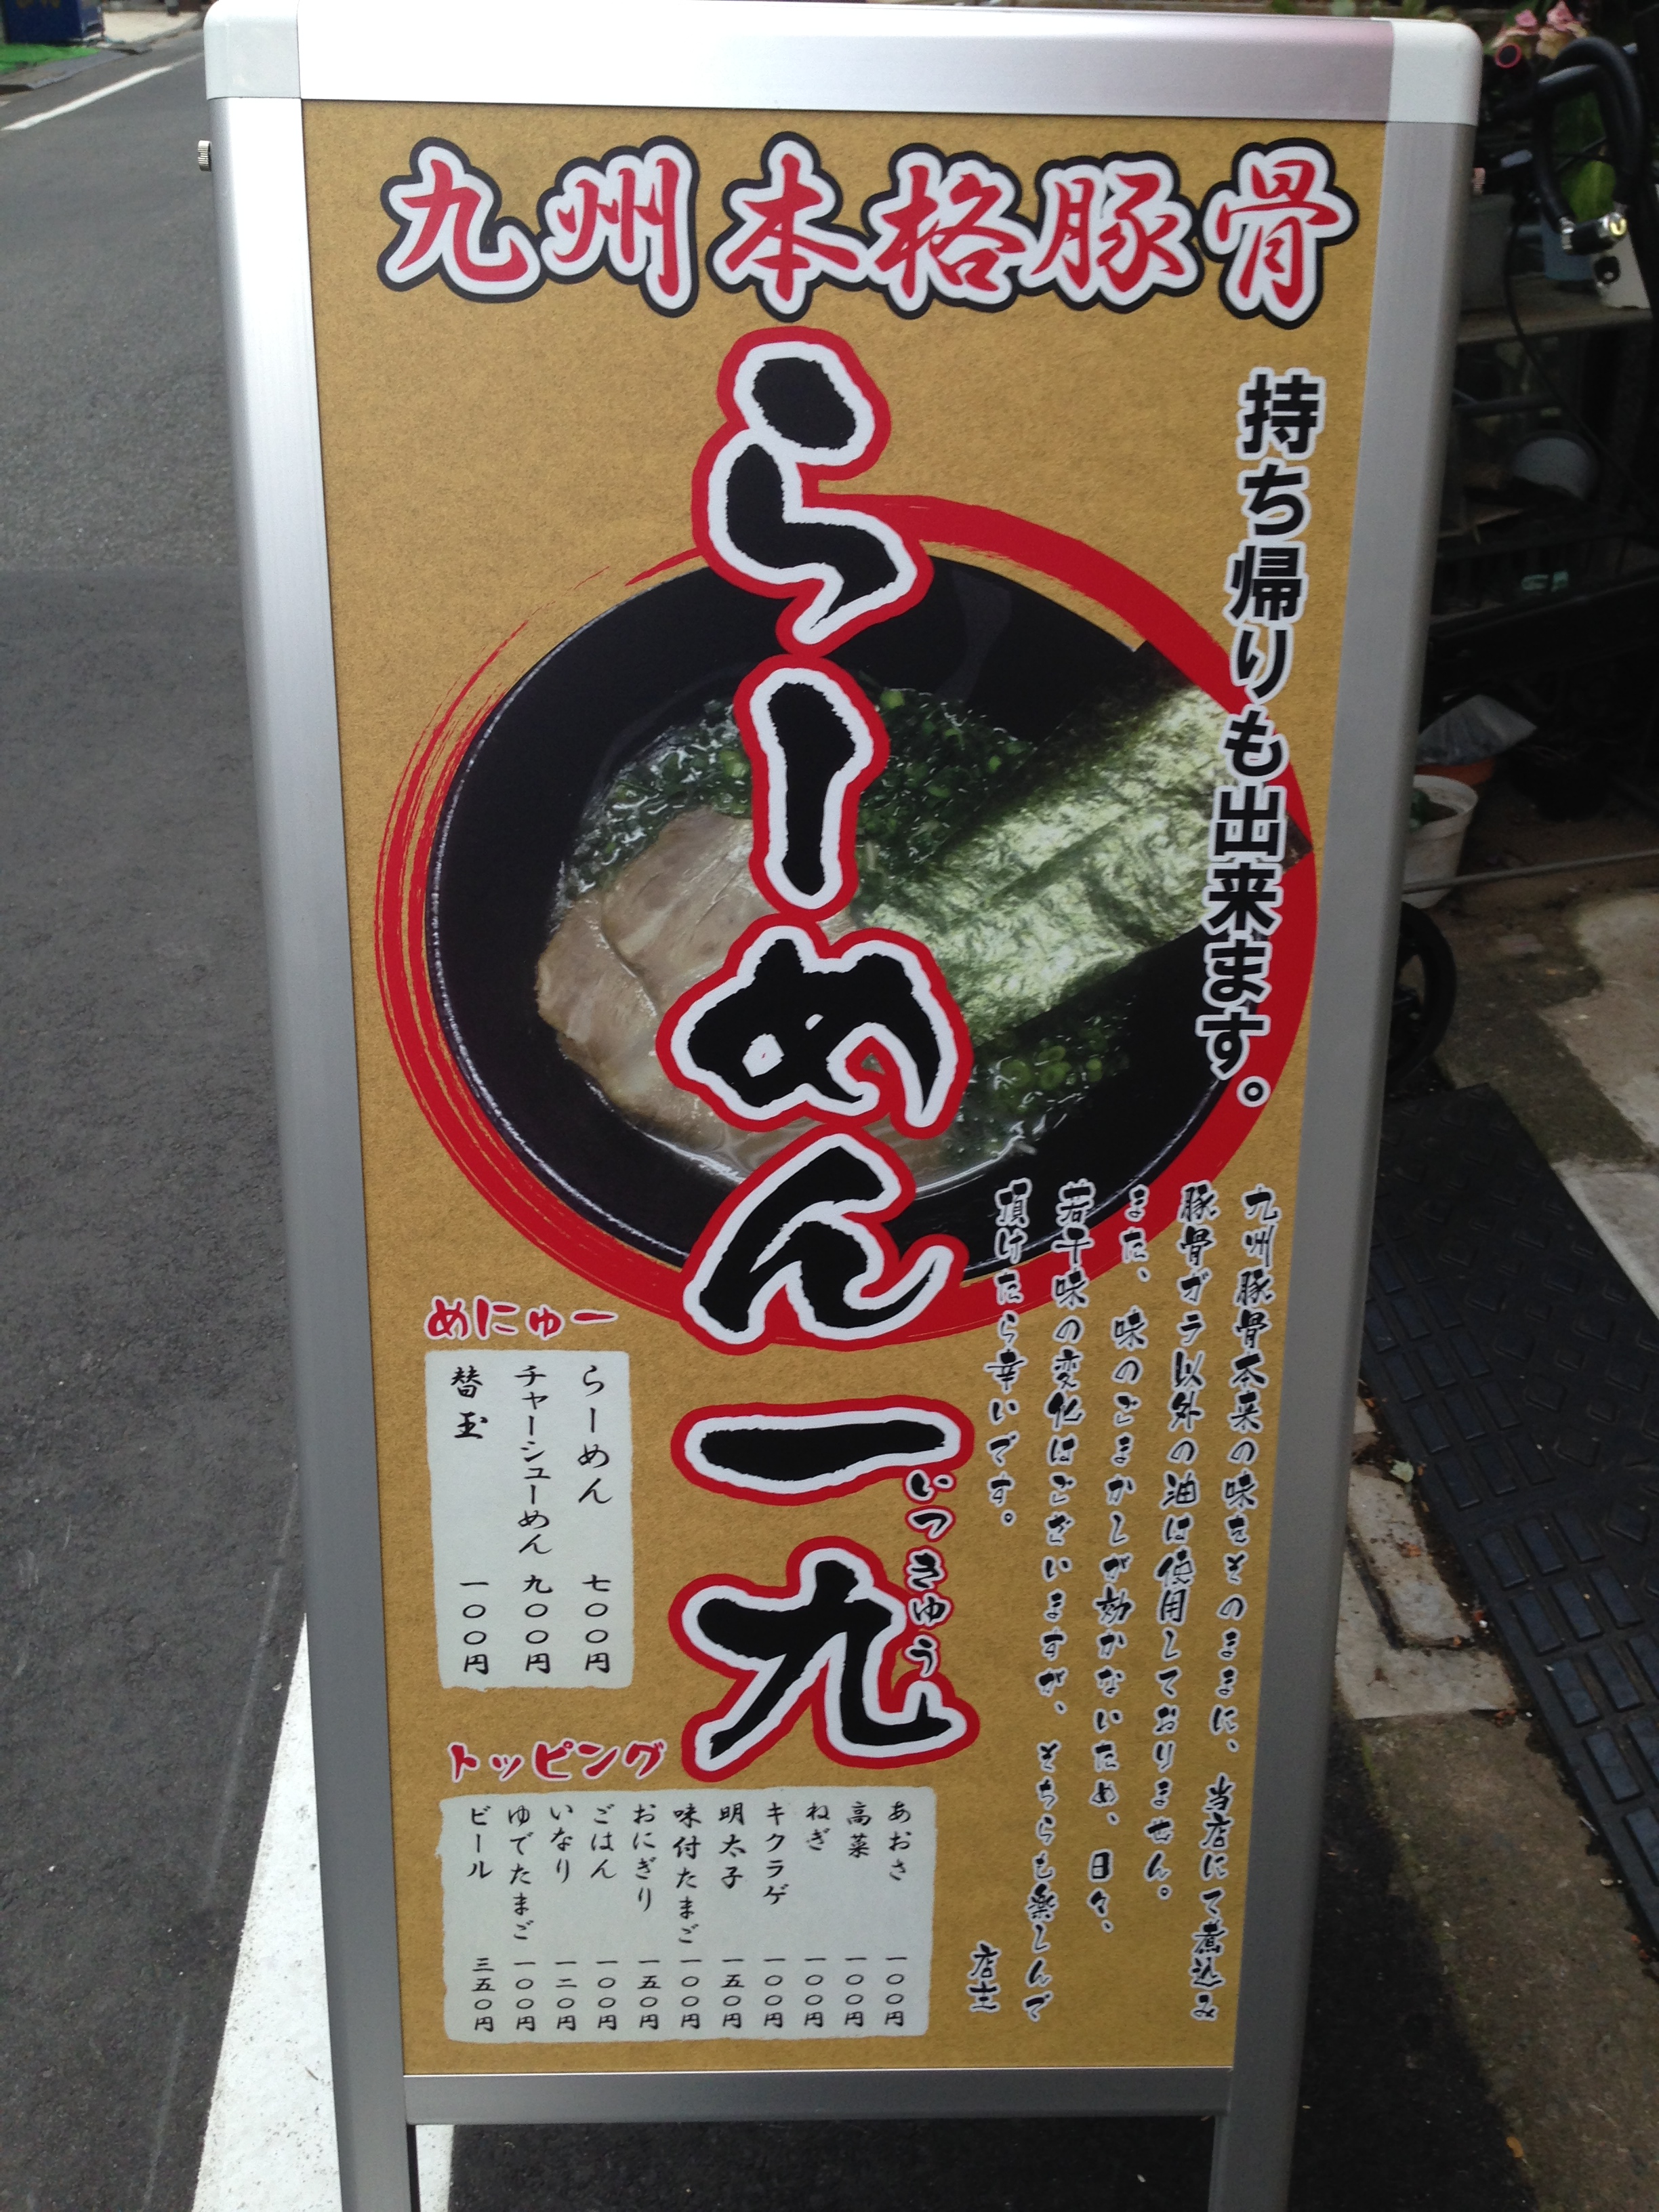 九州本格豚骨
持ち帰りも出来ます。
らーめん一九
いっきゅう
九州豚骨本来の味をそのままに、当店にて煮込み
豚骨ガラ以外の油は使用しておりません。
また、味のごまかしが効かないため、日々、
若干味の変化はございますが、そちらも楽しんで
頂けたら幸いです。
店主
めにゅー
らーめん 七〇〇円
チャーシューめん 九〇〇円
替玉 一〇〇円
トッピング
あおさ 一〇〇円
高菜 一〇〇円
ねぎ 一〇〇円
キクラゲ 一〇〇円
明太子 一五〇円
味付たまご 一〇〇円
おにぎり 一五〇円
ごはん 一〇〇円
いなり 一二〇円
ゆでたまご 一〇〇円
ビール 三五〇円